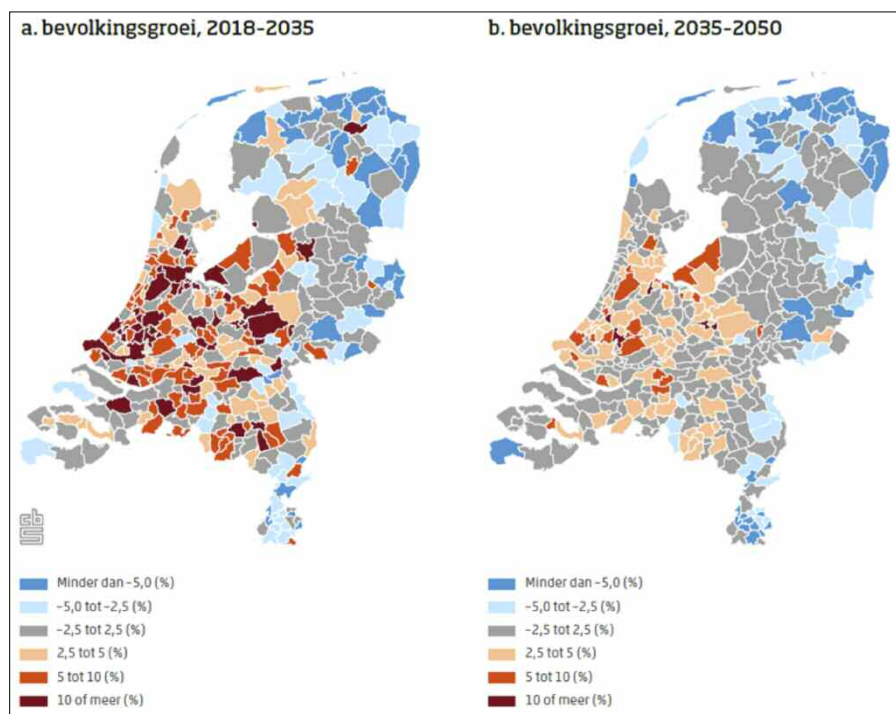 a. bevolkingsgroei, 2018-2035
b. bevolkingsgroei, 2035-2050
cbs
Minder dan -5,0 (%)
-5,0 tot -2,5 (%)
-2,5 tot 2,5 (%)
2,5 tot 5 (%)
5 tot 10 (%)
10 of meer (%)
Minder dan -5,0 (%)
-5,0 tot -2,5 (%)
-2,5 tot 2,5 (%)
2,5 tot 5 (%)
5 tot 10 (%)
10 of meer (%)